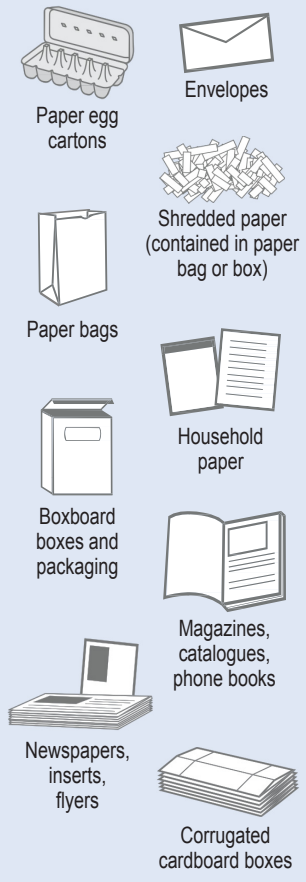 Envelopes
Paper egg
cartons
Shredded paper
(contained in paper
bag or box)
Paper bags
Household
paper
Boxboard
boxes and
packaging
Magazines,
catalogues,
phone books
Newspapers,
inserts,
flyers
Corrugated
cardboard boxes